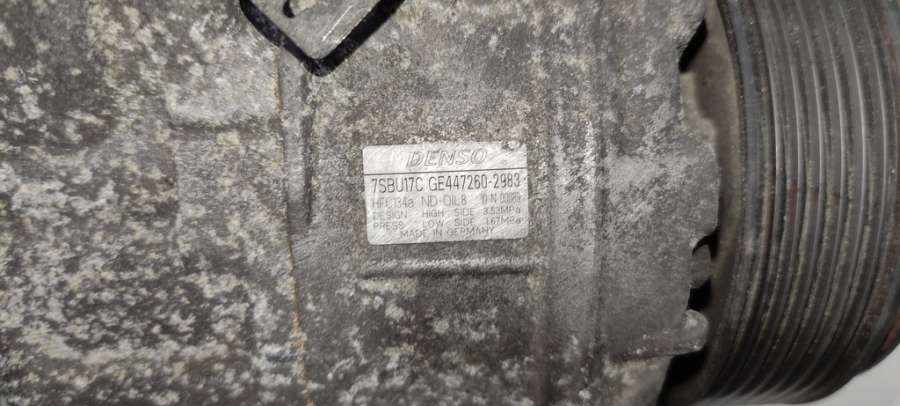 DENSO
7SBU17C GE447260-2983
HFC134a ND-OIL8
DESIGN HIGH SIDE 3.53MPa
PRESS LOW SIDE 1.67MPa
MADE IN GERMANY